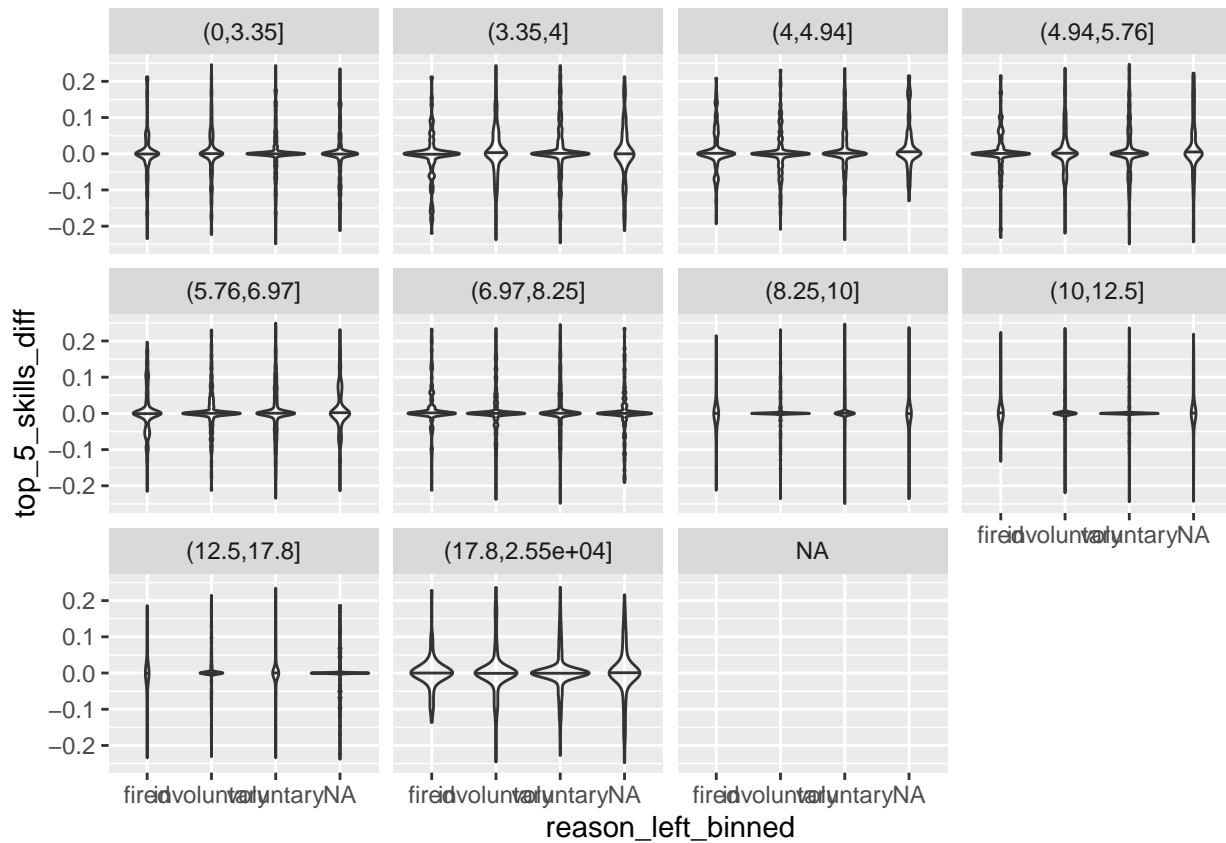 (0,3.35] (3.35,4] (4,4.94] (4.94,5.76]
0.2
0.1
0.0
−0.1
−0.2
(5.76,6.97] (6.97,8.25] (8.25,10] (10,12.5]
0.2
0.1
0.0
−0.1
−0.2
fired involuntary voluntary NA
(12.5,17.8] (17.8,2.55e+04] NA
0.2
0.1
0.0
−0.1
−0.2
fired involuntary voluntary NA fired involuntary voluntary NA fired involuntary voluntary NA
reason_left_binned
top_5_skills_diff